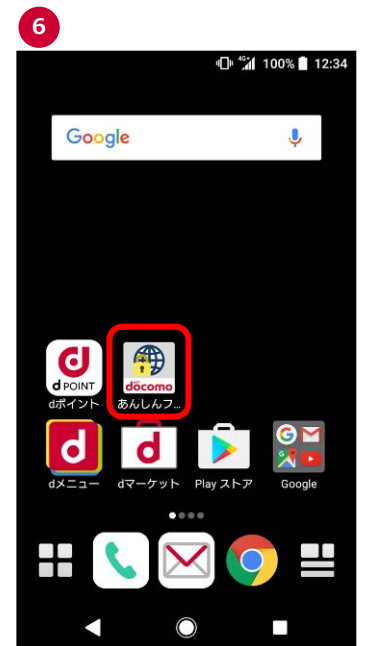 6
4G 100% 12:34
Google
d POINT
döcomo
dポイント
あんしんフ...
d
d
G
dメニュー
dマーケット
Play ストア
Google